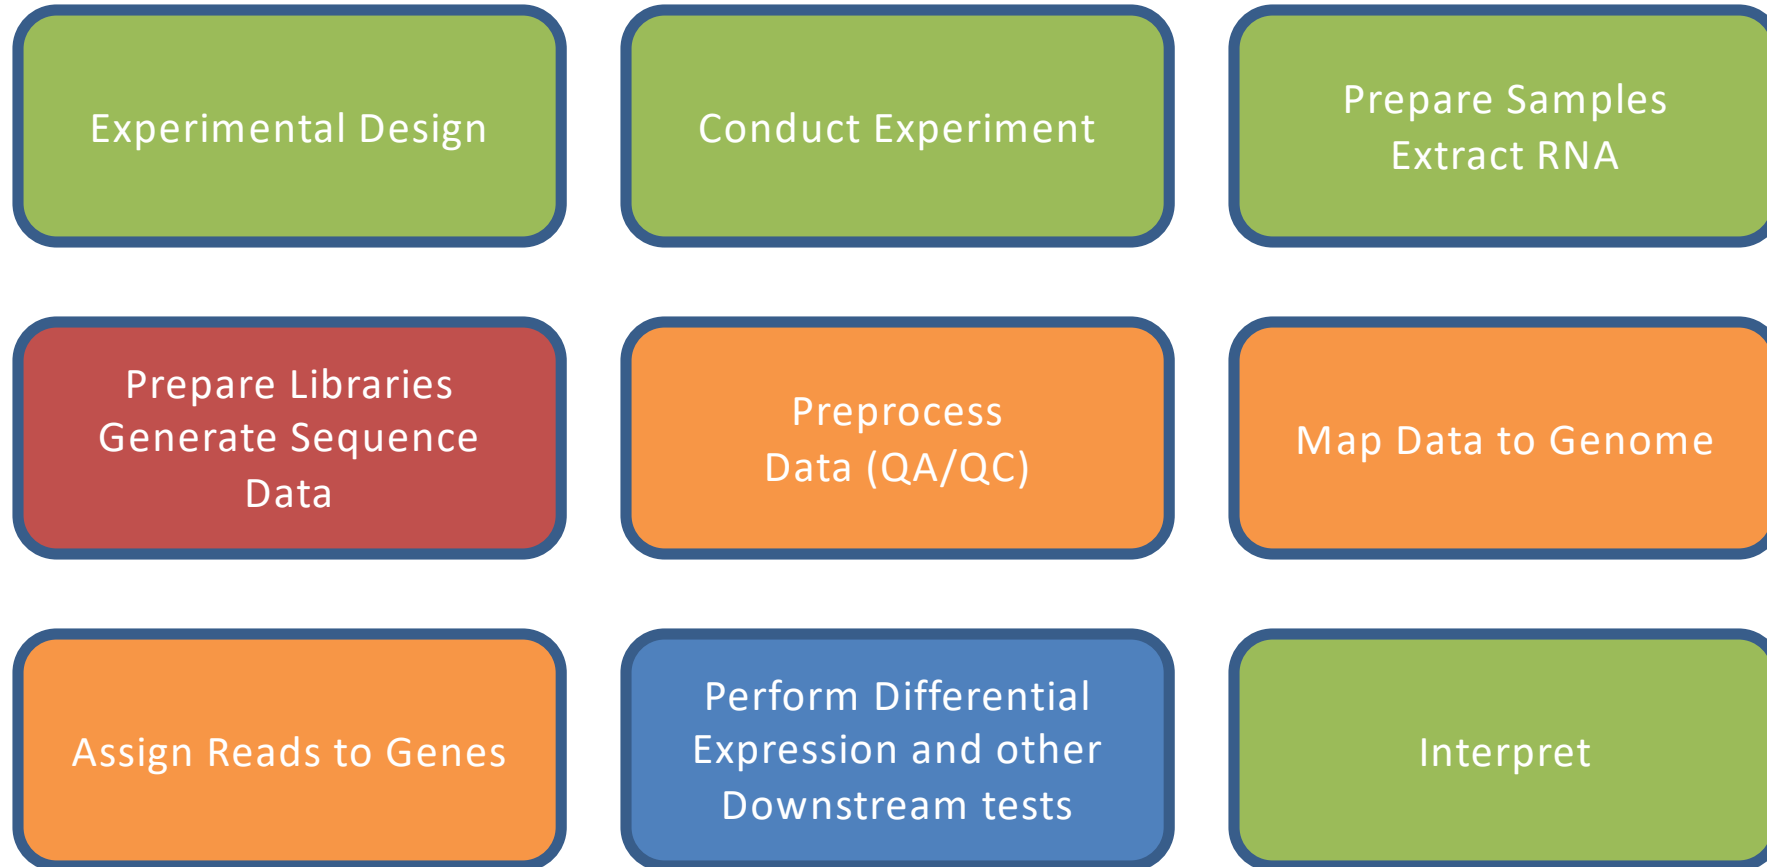 Experimental Design
Conduct Experiment
Prepare Samples
Extract RNA
Prepare Libraries
Generate Sequence
Data
Preprocess
Data (QA/QC)
Map Data to Genome
Assign Reads to Genes
Perform Differential
Expression and other
Downstream tests
Interpret